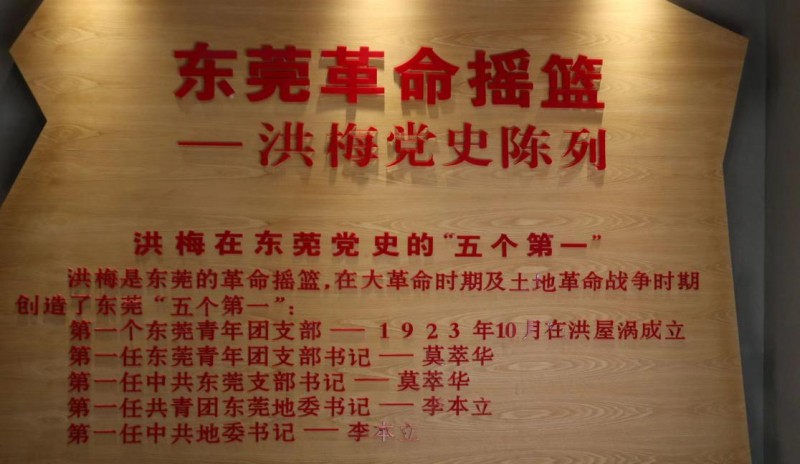 东莞革命摇篮
—洪梅党史陈列
洪梅在东莞党史的“五个第一”
洪梅是东莞的革命摇篮,在大革命时期及土地革命战争时期
创造了东莞“五个第一”:
第一个东莞青年团支部—1923年10月在洪屋涡成立
第一任东莞青年团支部书记—莫萃华
第一任中共东莞支部书记—莫萃华
第一任共青团东莞地委书记—李本立
第一任中共地委书记—李本立